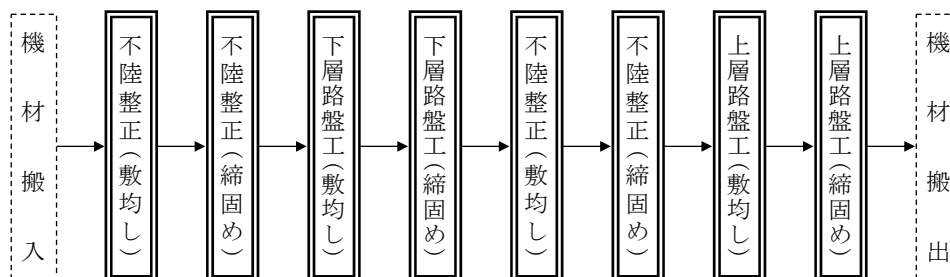 機材搬入
不陸整正（敷均し）
不陸整正（締固め）
下層路盤工（敷均し）
下層路盤工（締固め）
不陸整正（敷均し）
不陸整正（締固め）
上層路盤工（敷均し）
上層路盤工（締固め）
機材搬出